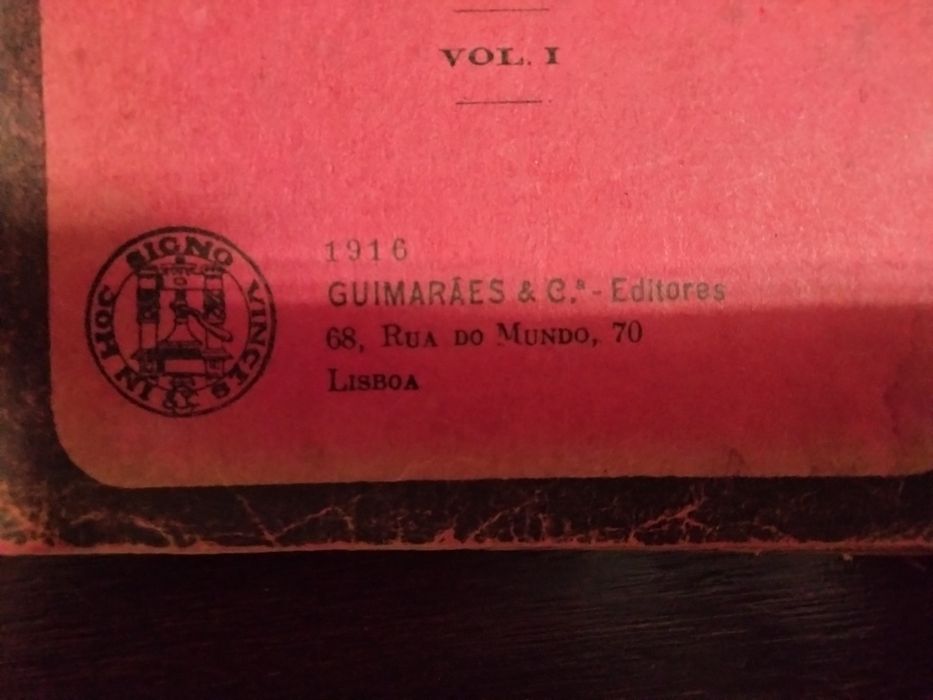 VOL. I
IN HOC SIGNO VINCES
1916
GUIMARÃES & C.ª - Editores
68, RUA DO MUNDO, 70
LISBOA